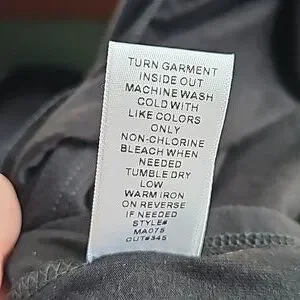 TURN GARMENT
INSIDE OUT
MACHINE WASH
COLD WITH
LIKE COLORS
ONLY
NON-CHLORINE
BLEACH WHEN
NEEDED
TUMBLE DRY
LOW
WARM IRON
ON REVERSE
IF NEEDED
STYLE#
MA075
CUT#345